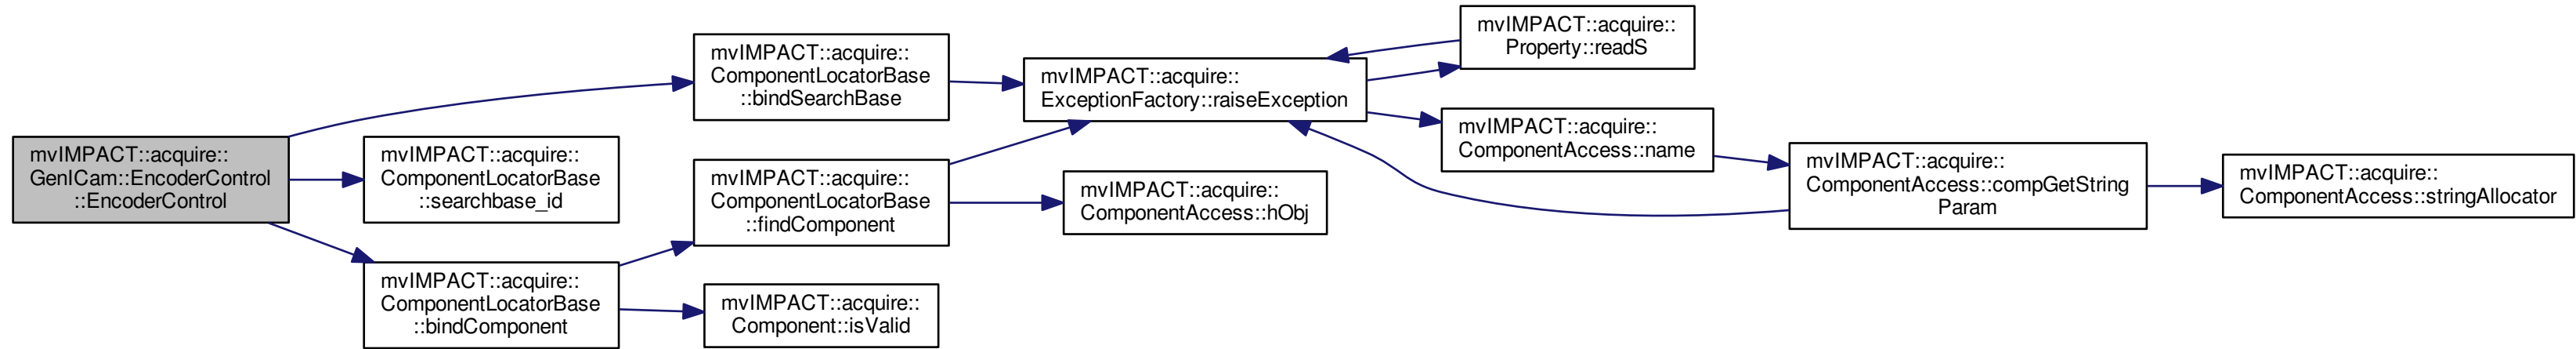 mvIMPACT::acquire::
GenICam::EncoderControl
::EncoderControl
mvIMPACT::acquire::
ComponentLocatorBase
::bindSearchBase
mvIMPACT::acquire::
ComponentLocatorBase
::searchbase_id
mvIMPACT::acquire::
ComponentLocatorBase
::bindComponent
mvIMPACT::acquire::
ComponentLocatorBase
::findComponent
mvIMPACT::acquire::
Component::isValid
mvIMPACT::acquire::
ExceptionFactory::raiseException
mvIMPACT::acquire::
ComponentAccess::hObj
mvIMPACT::acquire::
Property::readS
mvIMPACT::acquire::
ComponentAccess::name
mvIMPACT::acquire::
ComponentAccess::compGetString
Param
mvIMPACT::acquire::
ComponentAccess::stringAllocator